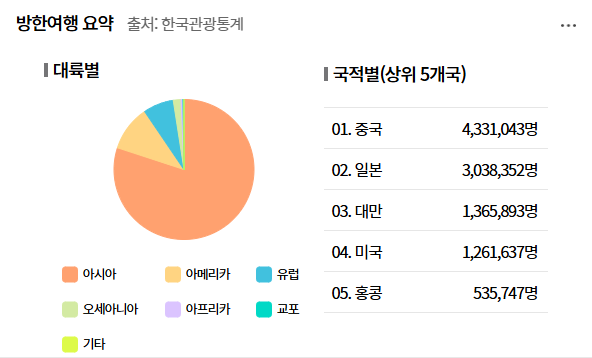 방한여행 요약 출처: 한국관광통계
대륙별
아시아 아메리카 유럽
오세아니아 아프리카 교포
기타
국적별(상위 5개국)
01. 중국 4,331,043명
02. 일본 3,038,352명
03. 대만 1,365,893명
04. 미국 1,261,637명
05. 홍콩 535,747명